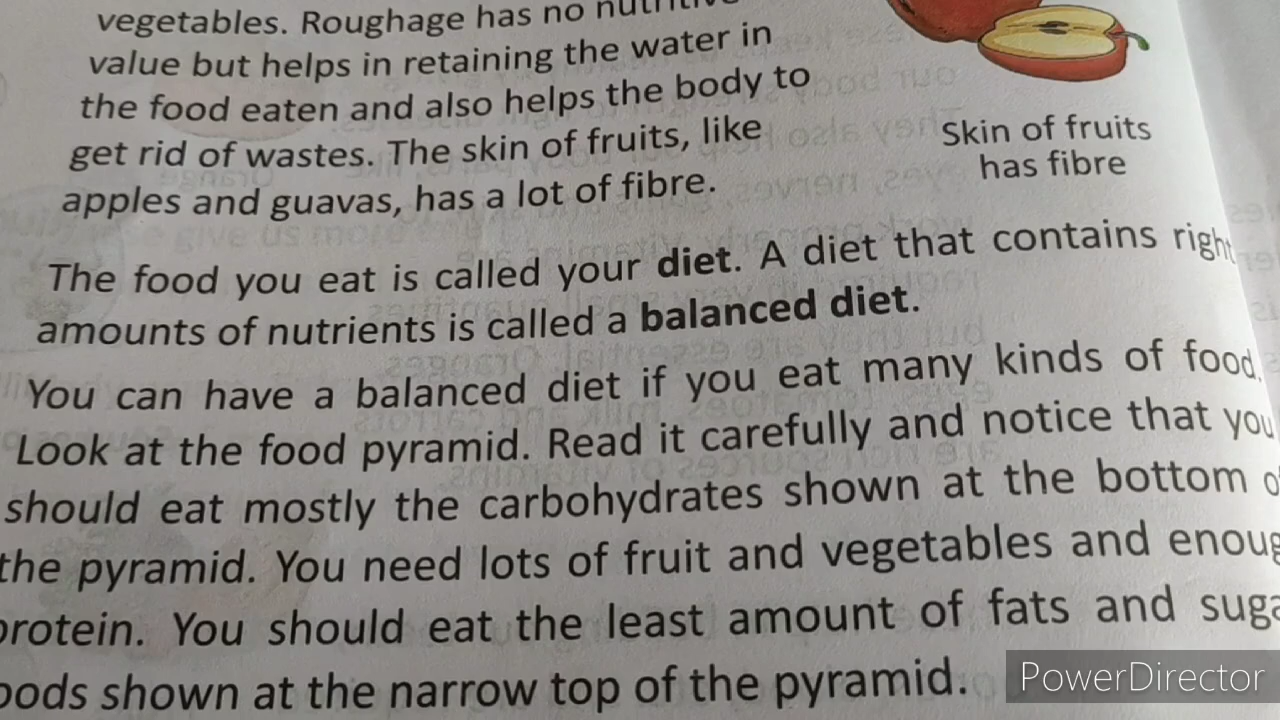 vegetables. Roughage has no nutritive
value but helps in retaining the water in
the food eaten and also helps the body to
get rid of wastes. The skin of fruits, like
apples and guavas, has a lot of fibre.
Skin of fruits
has fibre
The food you eat is called your diet. A diet that contains right
amounts of nutrients is called a balanced diet.
You can have a balanced diet if you eat many kinds of food.
Look at the food pyramid. Read it carefully and notice that you
should eat mostly the carbohydrates shown at the bottom of
the pyramid. You need lots of fruit and vegetables and enoug
protein. You should eat the least amount of fats and suga
oods shown at the narrow top of the pyramid.
PowerDirector